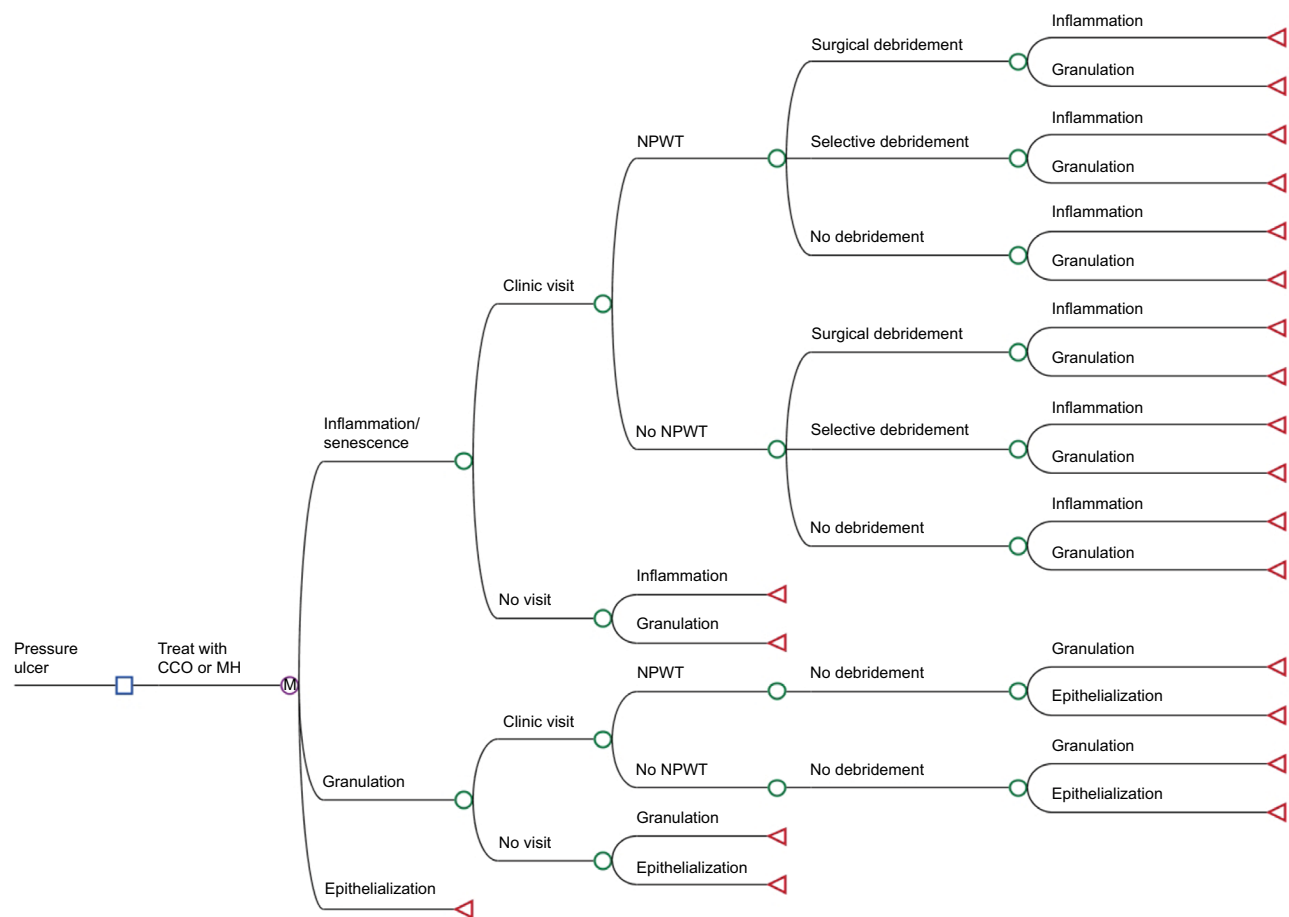 Pressure
ulcer
Treat with
CCO or MH
M
Inflammation/
senescence
Clinic visit
NPWT
Surgical debridement
Inflammation
Granulation
Selective debridement
Inflammation
Granulation
No debridement
Inflammation
Granulation
No NPWT
Surgical debridement
Inflammation
Granulation
Selective debridement
Inflammation
Granulation
No debridement
Inflammation
Granulation
No visit
Inflammation
Granulation
Granulation
Clinic visit
NPWT
No debridement
Granulation
Epithelialization
No NPWT
No debridement
Granulation
Epithelialization
No visit
Granulation
Epithelialization
Epithelialization